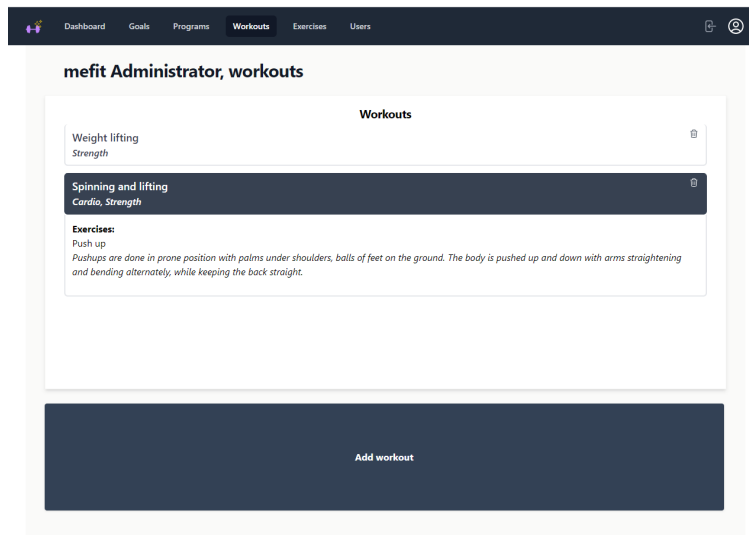 Dashboard Goals Programs Workouts Exercises Users
mefit Administrator, workouts
Workouts
Weight lifting
Strength
Spinning and lifting
Cardio, Strength
Exercises:
Push up
Pushups are done in prone position with palms under shoulders, balls of feet on the ground. The body is pushed up and down with arms straightening
and bending alternately, while keeping the back straight.
Add workout